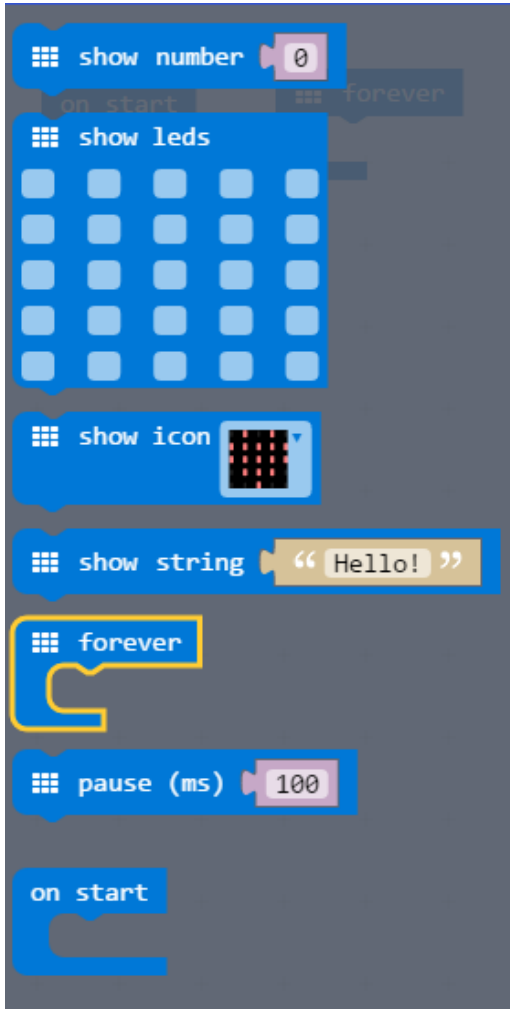 show number 0
on start
forever
show leds
show icon
show string “ Hello! ”
forever
pause (ms) 100
on start